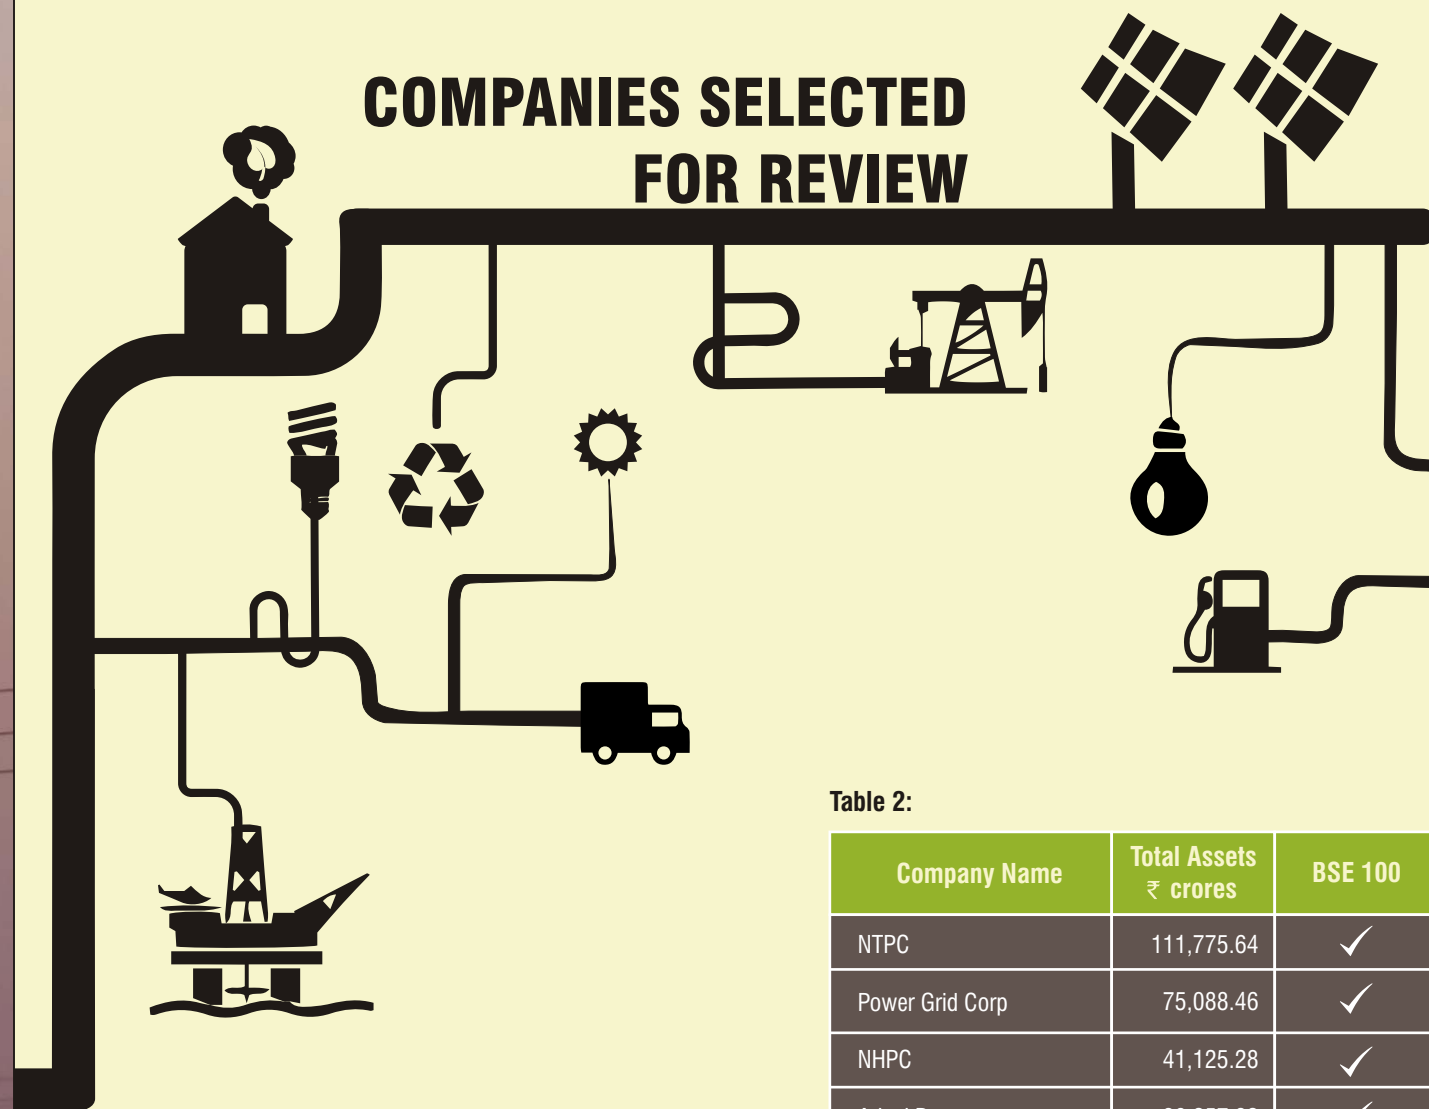 COMPANIES SELECTED
FOR REVIEW
Table 2:
Company Name Total Assets ₹ crores BSE 100
NTPC 111,775.64 ✓
Power Grid Corp 75,088.46 ✓
NHPC 41,125.28 ✓